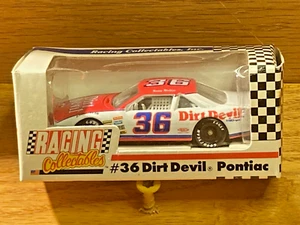 Racing Collectables, Inc.
36
Dirt Devil
36
RACING
Collectables
#36 Dirt Devil® Pontiac